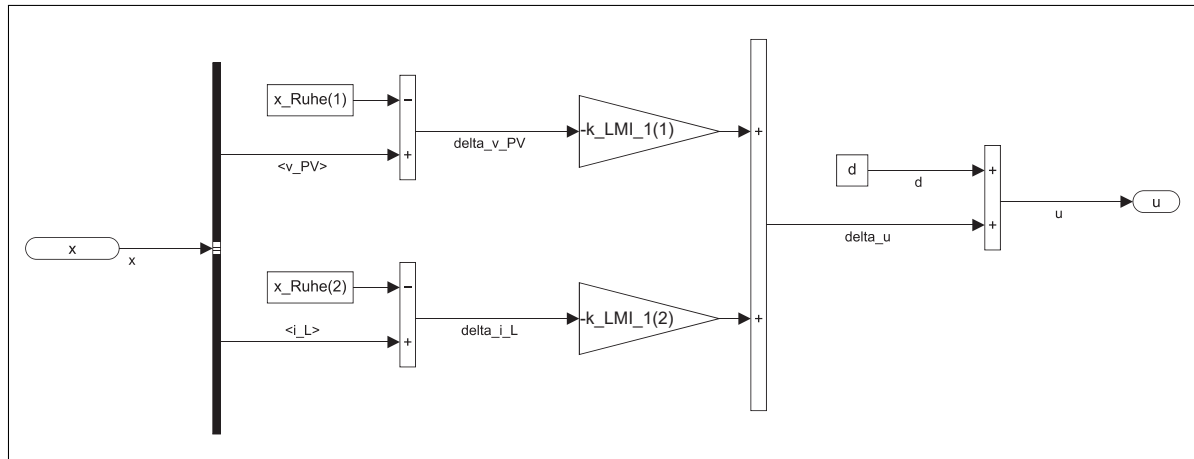 x_Ruhe(1)
−
-k_LMI_1(1)
+
delta_v_PV
+
<v_PV>
d
+
d
x
x
=
+
u
u
delta_u
x_Ruhe(2)
−
-k_LMI_1(2)
+
<i_L>
delta_i_L
+